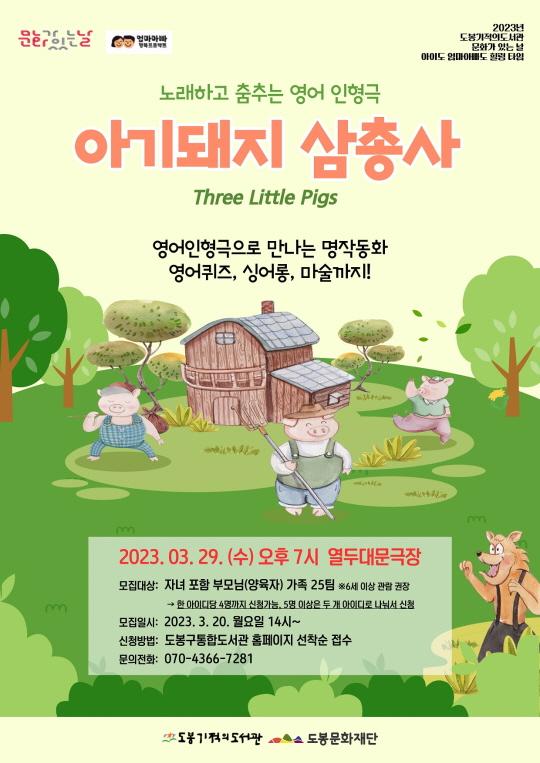 문화가있는날
엄마아빠
행복프로젝트
2023년
도봉기적의도서관
문화가 있는 날
아이도 엄마아빠도 힐링 타임
노래하고 춤추는 영어 인형극
아기돼지 삼총사
Three Little Pigs
영어인형극으로 만나는 명작동화
영어퀴즈, 싱어롱, 마술까지!
2023. 03. 29. (수) 오후 7시 열두대문극장
모집대상: 자녀 포함 부모님(양육자) 가족 25팀 ※6세 이상 관람 권장
→ 한 아이디당 4명까지 신청가능, 5명 이상은 두 개 아이디로 나눠서 신청
모집일시: 2023. 3. 20. 월요일 14시~
신청방법: 도봉구통합도서관 홈페이지 선착순 접수
문의전화: 070-4366-7281
도봉기적의도서관 도봉문화재단